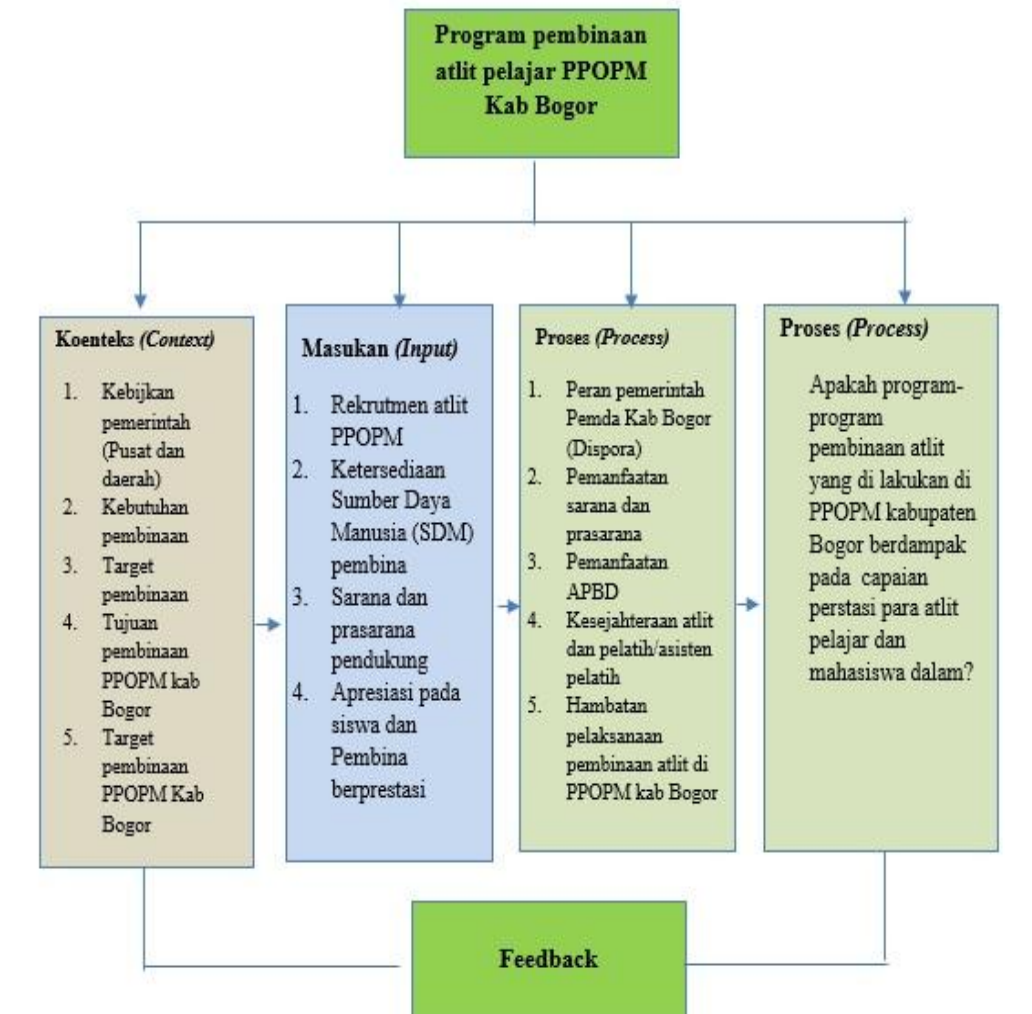 Program pembinaan
atlit pelajar PPOPM
Kab Bogor
Koenteks (Context)
1. Kebijkan
pemerintah
(Pusat dan
daerah)
2. Kebutuhan
pembinaan
3. Target
pembinaan
4. Tujuan
pembinaan
PPOPM kab
Bogor
5. Target
pembinaan
PPOPM Kab
Bogor
Masukan (Input)
1. Rekrutmen atlit
PPOPM
2. Ketersediaan
Sumber Daya
Manusia (SDM)
pembina
3. Sarana dan
prasarana
pendukung
4. Apresiasi pada
siswa dan
Pembina
berprestasi
Proses (Process)
1. Peran pemerintah
Pemda Kab Bogor
(Dispora)
2. Pemanfaatan
sarana dan
prasarana
3. Pemanfaatan
APBD
4. Kesejahteraan atlit
dan pelatih/asisten
pelatih
5. Hambatan
pelaksanaan
pembinaan atlit di
PPOPM kab Bogor
Proses (Process)
Apakah program-
program
pembinaan atlit
yang di lakukan di
PPOPM kabupaten
Bogor berdampak
pada capaian
perstasi para atlit
pelajar dan
mahasiswa dalam?
Feedback